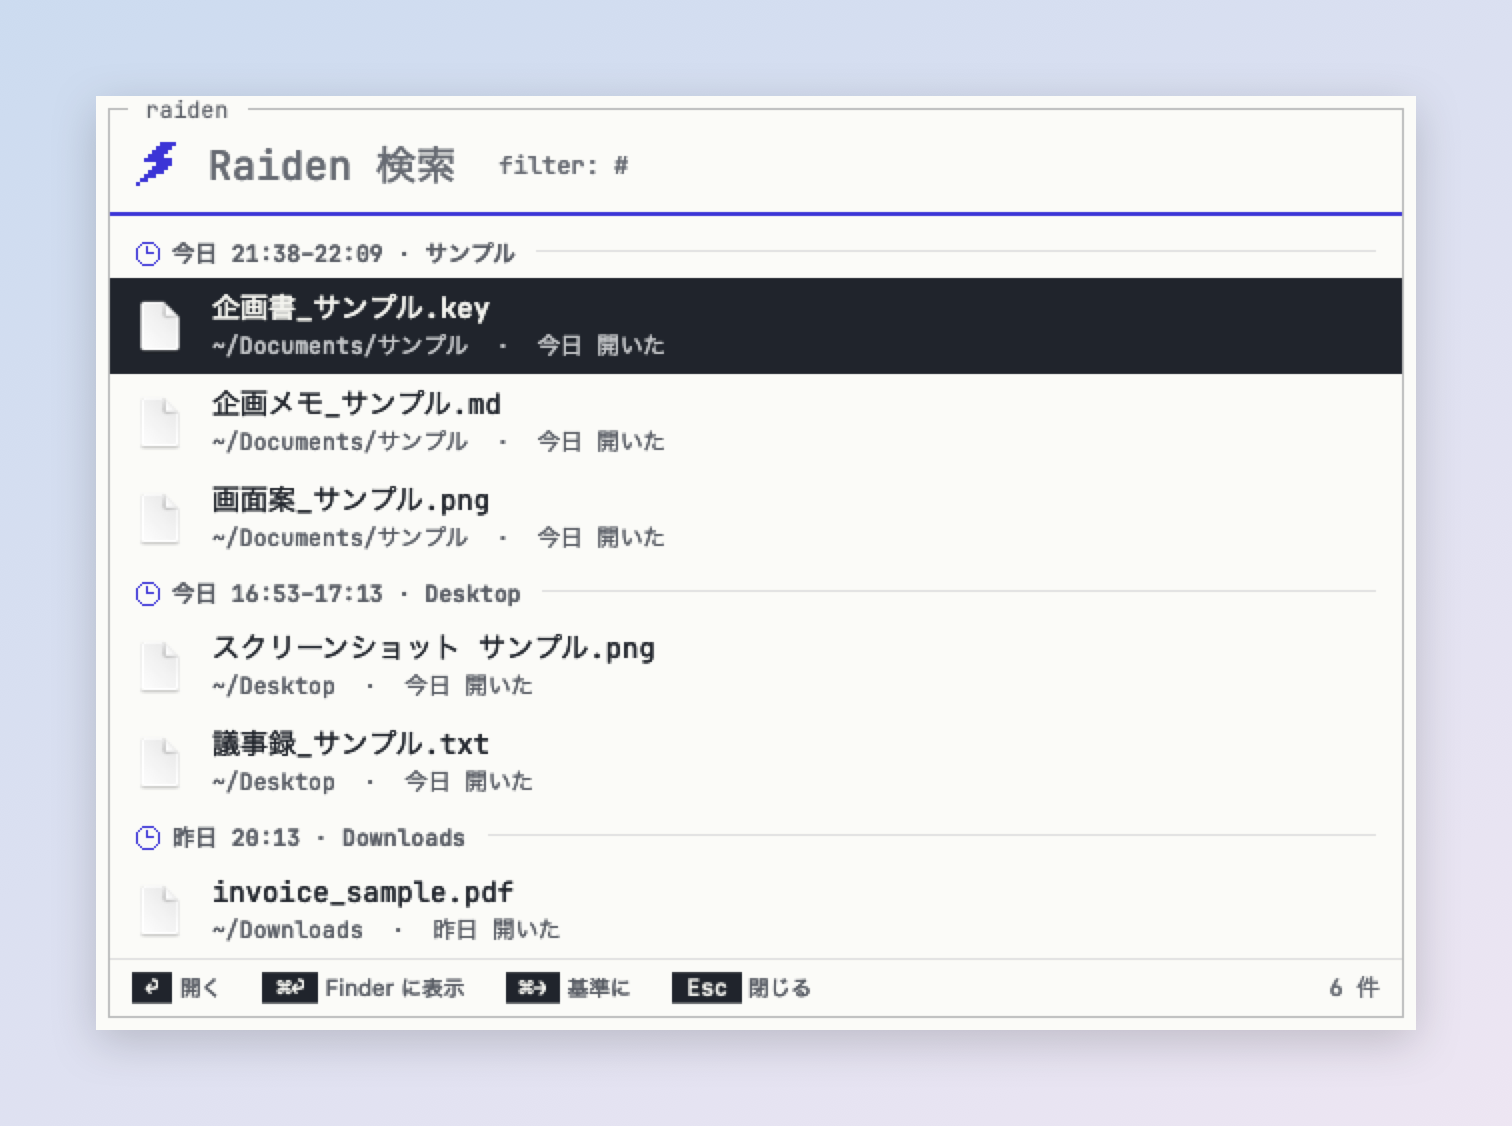 raiden
Raiden 検索 filter: #
今日 21:38–22:09 · サンプル
企画書_サンプル.key
~/Documents/サンプル · 今日 開いた
企画メモ_サンプル.md
~/Documents/サンプル · 今日 開いた
画面案_サンプル.png
~/Documents/サンプル · 今日 開いた
今日 16:53–17:13 · Desktop
スクリーンショット サンプル.png
~/Desktop · 今日 開いた
議事録_サンプル.txt
~/Desktop · 今日 開いた
昨日 20:13 · Downloads
invoice_sample.pdf
~/Downloads · 昨日 開いた
⏎ 開く ⌘⏎ Finder に表示 ⌘→ 基準に Esc 閉じる 6 件